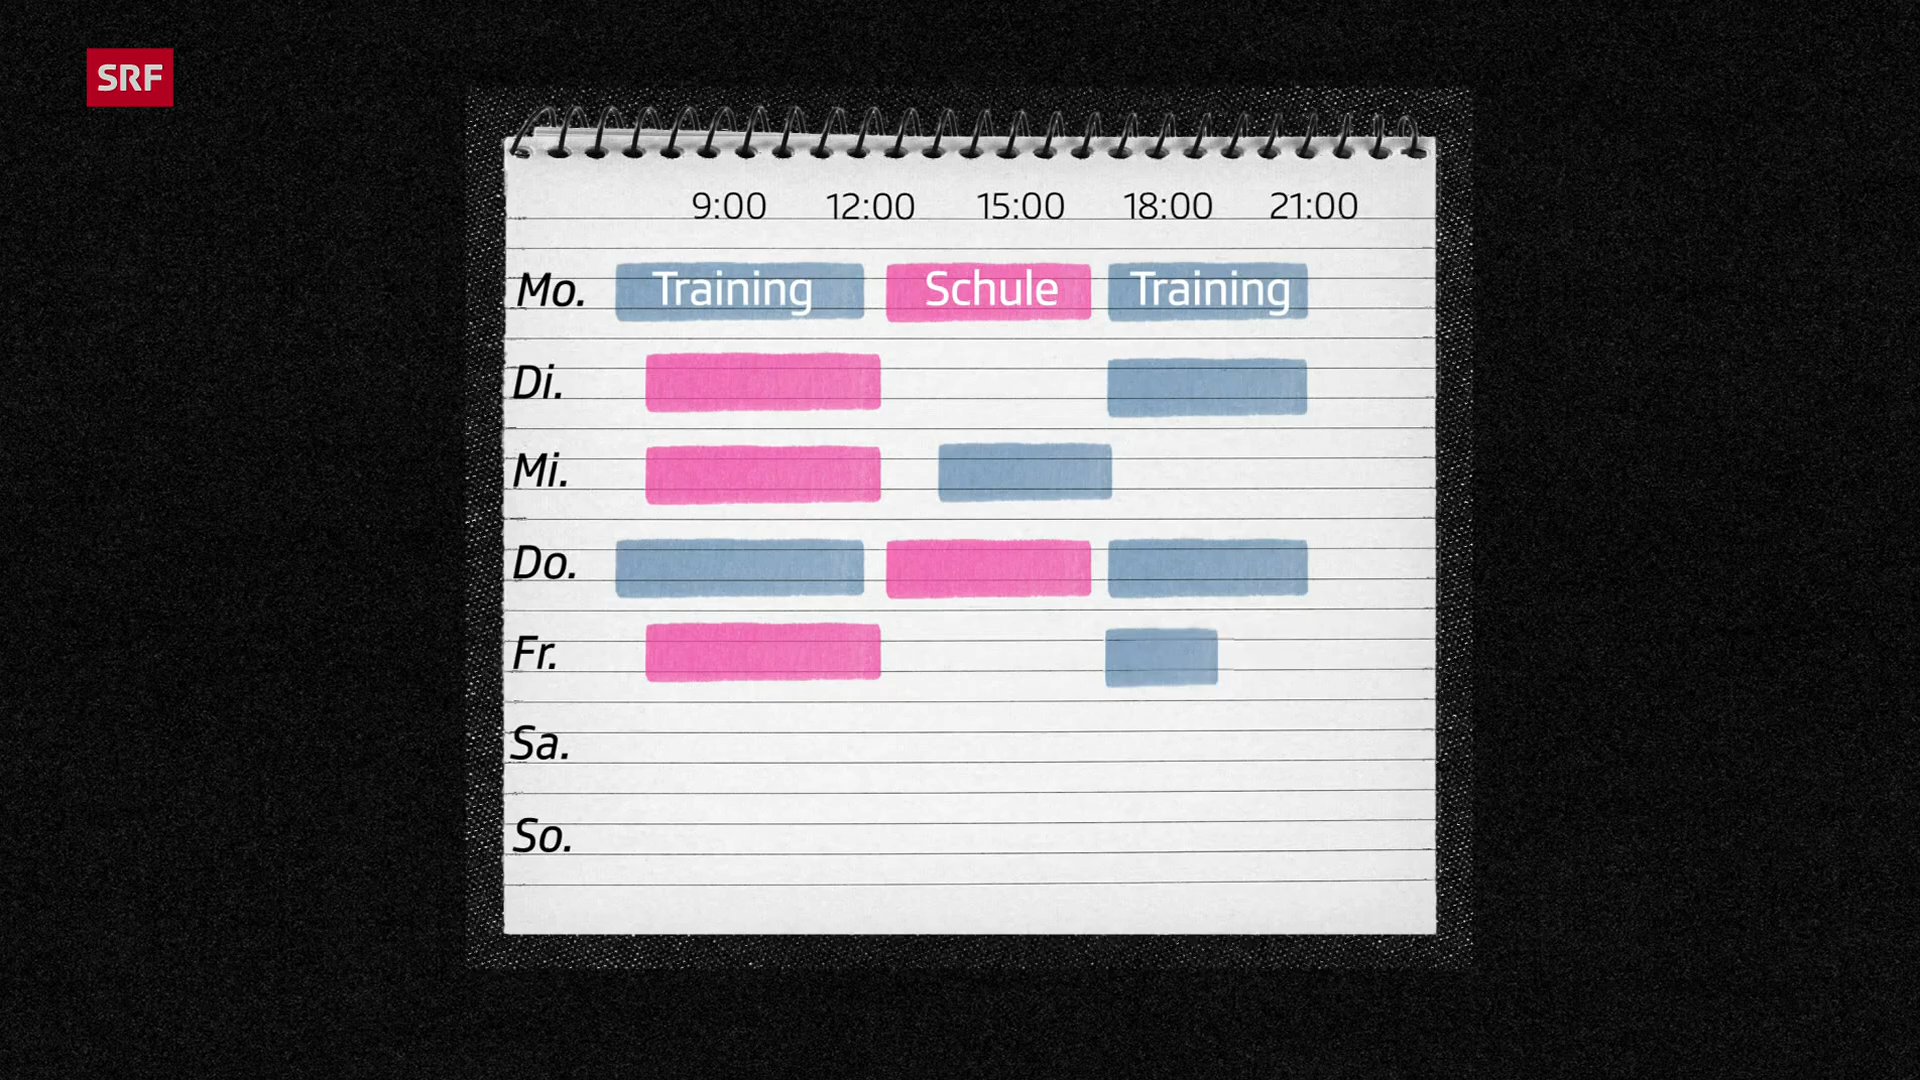 SRF
9:00 12:00 15:00 18:00 21:00
Mo. Training Schule Training
Di.
Mi.
Do.
Fr.
Sa.
So.